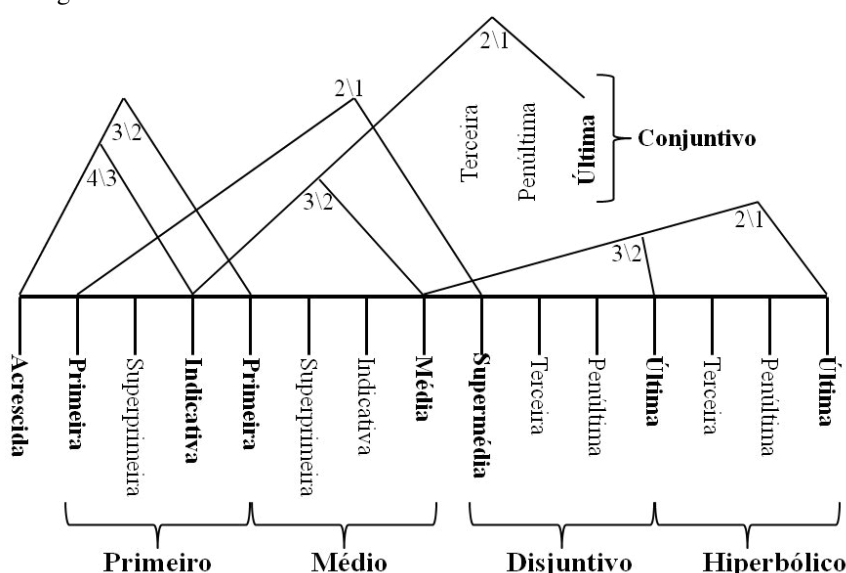 2\1
2\1
3\2
4\3
3\2
Terceira
Penúltima
Última
Conjuntivo
2\1
3\2
Acrescida
Primeira
Superprimeira
Indicativa
Primeira
Superprimeira
Indicativa
Média
Supermédia
Terceira
Penúltima
Última
Terceira
Penúltima
Última
Primeiro
Médio
Disjuntivo
Hiperbólico